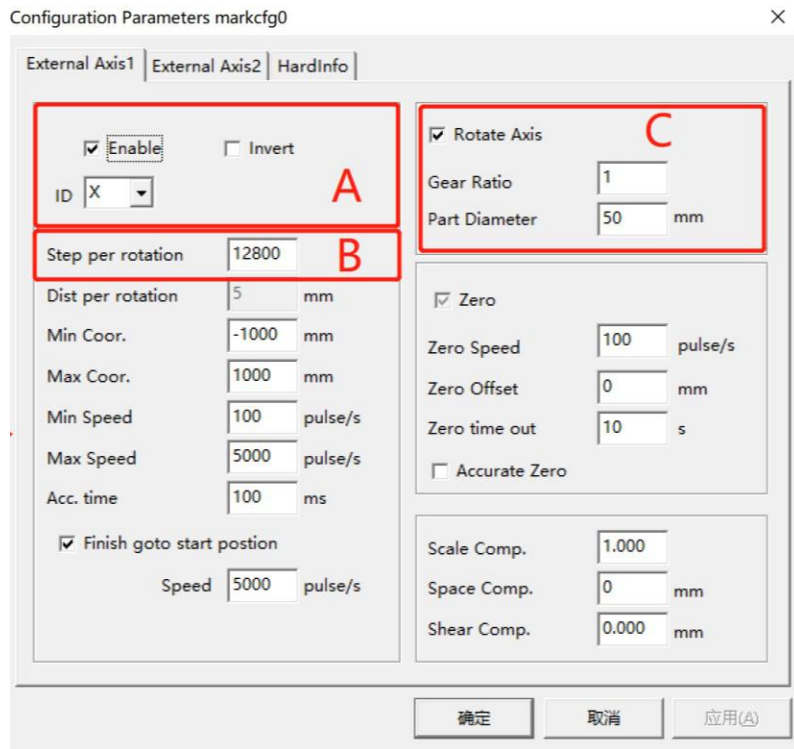 Configuration Parameters markcfg0
External Axis1 External Axis2 HardInfo
Enable Invert
ID X
A
Step per rotation 12800
B
Dist per rotation 5 mm
Min Coor. -1000 mm
Max Coor. 1000 mm
Min Speed 100 pulse/s
Max Speed 5000 pulse/s
Acc. time 100 ms
Finish goto start postion
Speed 5000 pulse/s
Rotate Axis
C
Gear Ratio 1
Part Diameter 50 mm
Zero
Zero Speed 100 pulse/s
Zero Offset 0 mm
Zero time out 10 s
Accurate Zero
Scale Comp. 1.000
Space Comp. 0 mm
Shear Comp. 0.000 mm
确定 取消 应用(A)